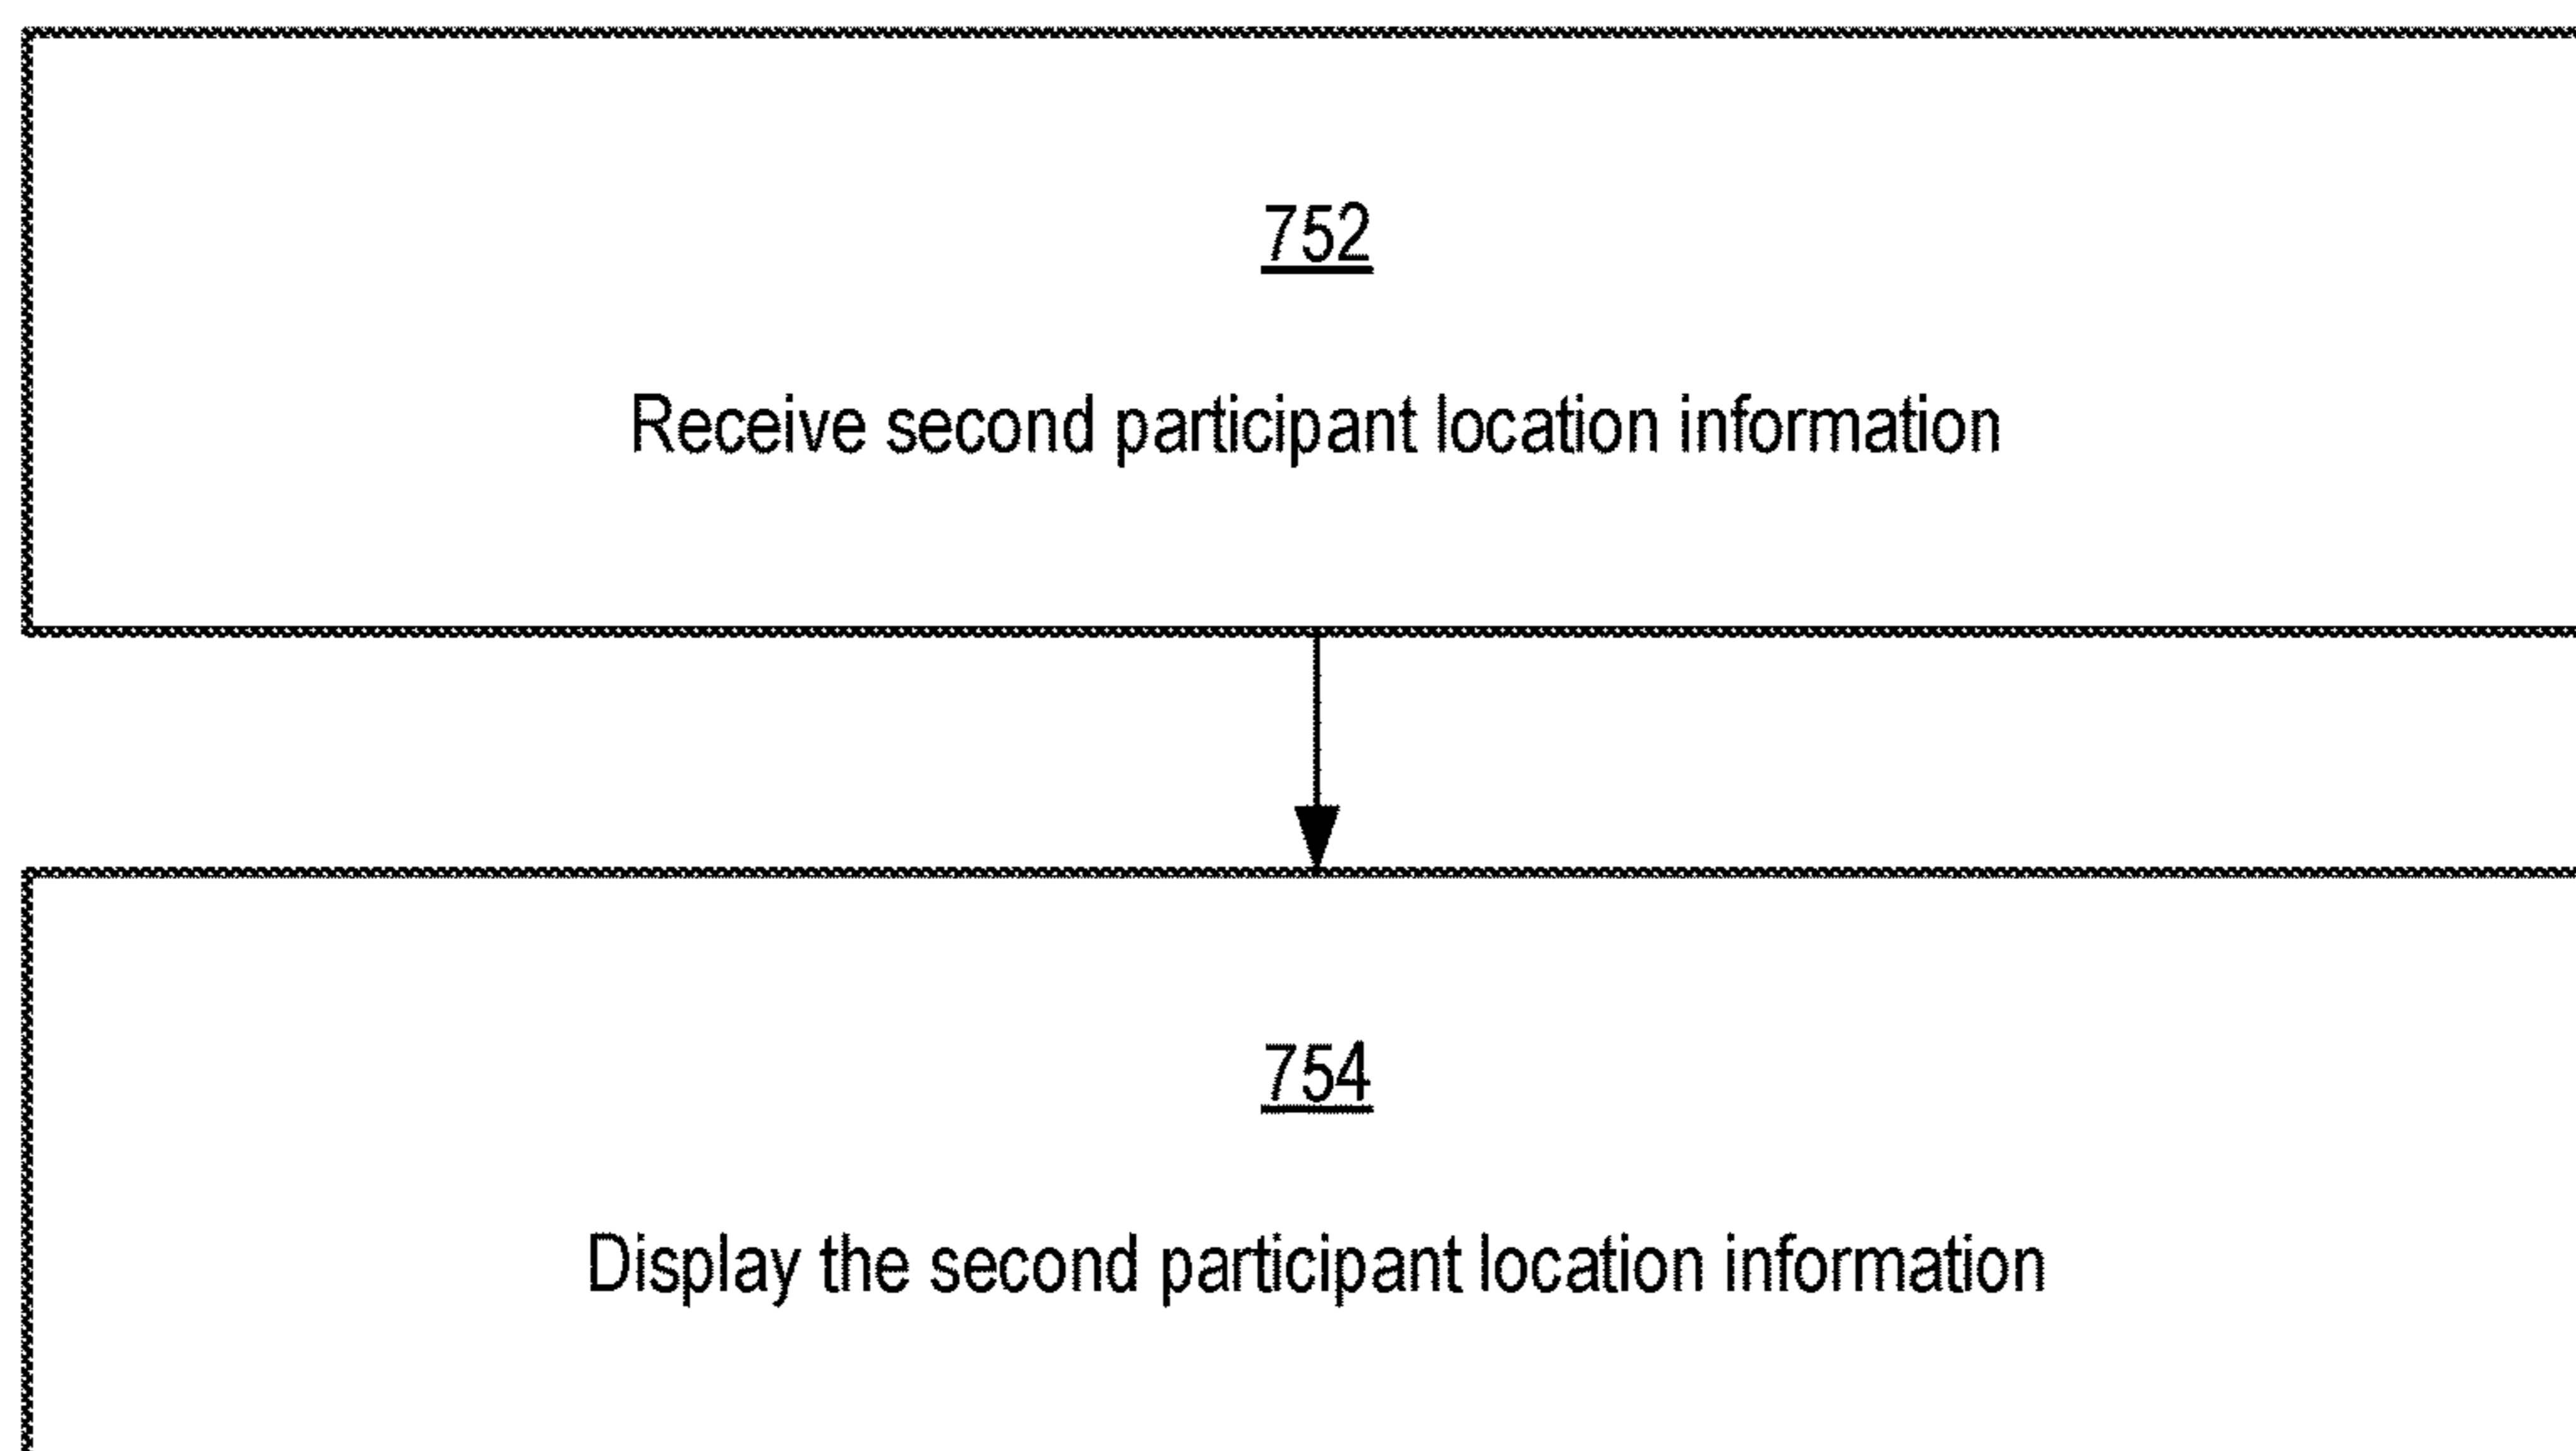 752
Receive second participant location information
754
Display the second participant location information